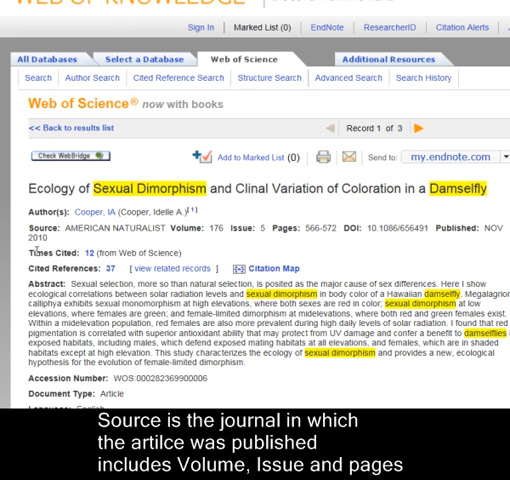 Sign In Marked List (0) EndNote ResearcherID Citation Alerts
All Databases Select a Database Web of Science Additional Resources
Search Author Search Cited Reference Search Structure Search Advanced Search Search History
Web of Science® now with books
<< Back to results list Record 1 of 3
Check WebBridge Add to Marked List (0) Send to: my.endnote.com
Ecology of Sexual Dimorphism and Clinal Variation of Coloration in a Damselfly
Author(s): Cooper, IA (Cooper, Idelle A.)[1]
Source: AMERICAN NATURALIST Volume: 176 Issue: 5 Pages: 566-572 DOI: 10.1086/656491 Published: NOV
2010
Times Cited: 12 (from Web of Science)
Cited References: 37 [ view related records ] Citation Map
Abstract: Sexual selection, more so than natural selection, is posited as the major cause of sex differences. Here I show
ecological correlations between solar radiation levels and sexual dimorphism in body color of a Hawaiian damselfly. Megalagrion
calliphya exhibits sexual monomorphism at high elevations, where both sexes are red in color; sexual dimorphism at low
elevations, where females are green; and female-limited dimorphism at midelevations, where both red and green females exist.
Within a midelevation population, red females are also more prevalent during high daily levels of solar radiation. I found that red
pigmentation is correlated with superior antioxidant ability that may protect from UV damage and confer a benefit to damselflies
exposed habitats, including males, which defend exposed mating habitats at all elevations, and females, which are in shaded
habitats except at high elevation. This study characterizes the ecology of sexual dimorphism and provides a new, ecological
hypothesis for the evolution of female-limited dimorphism.
Accession Number: WOS:000282369900006
Document Type: Article
Language: English
Source is the journal in which
the artilce was published
includes Volume, Issue and pages